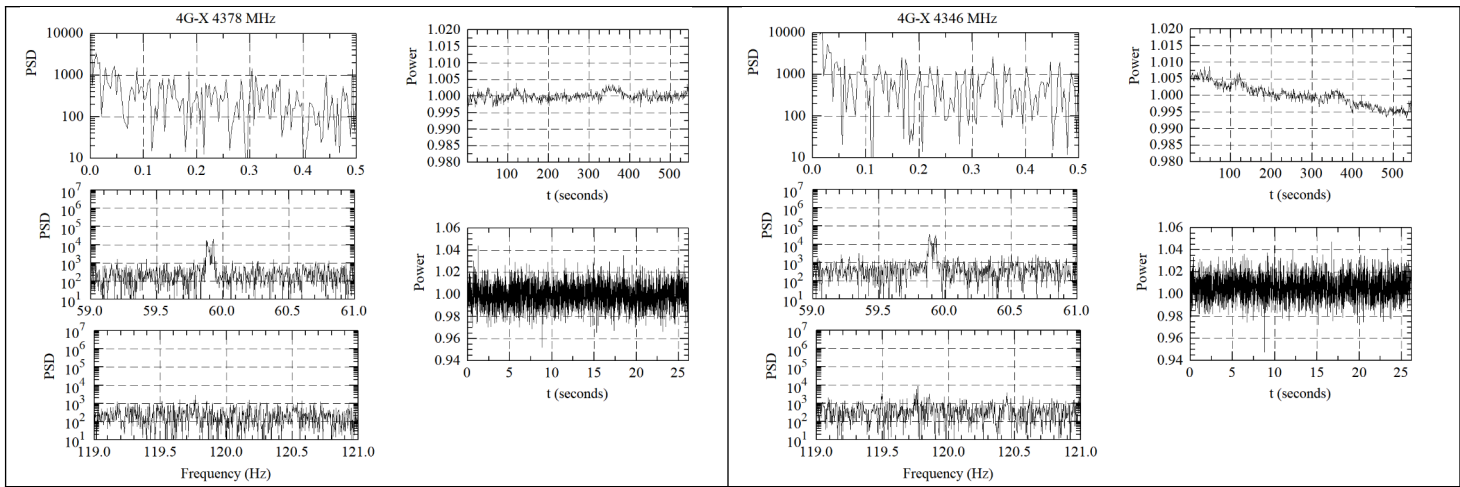 4G-X 4378 MHz
PSD
10000
1000
100
10
0.0 0.1 0.2 0.3 0.4 0.5
Power
1.020
1.015
1.010
1.005
1.000
0.995
0.990
0.985
0.980
100 200 300 400 500
t (seconds)
PSD
10⁷
10⁶
10⁵
10⁴
10³
10²
10¹
59.0 59.5 60.0 60.5 61.0
Power
1.06
1.04
1.02
1.00
0.98
0.96
0.94
0 5 10 15 20 25
t (seconds)
PSD
10⁷
10⁶
10⁵
10⁴
10³
10²
10¹
119.0 119.5 120.0 120.5 121.0
Frequency (Hz)
4G-X 4346 MHz
PSD
10000
1000
100
10
0.0 0.1 0.2 0.3 0.4 0.5
Power
1.020
1.015
1.010
1.005
1.000
0.995
0.990
0.985
0.980
100 200 300 400 500
t (seconds)
PSD
10⁷
10⁶
10⁵
10⁴
10³
10²
10¹
59.0 59.5 60.0 60.5 61.0
Power
1.06
1.04
1.02
1.00
0.98
0.96
0.94
0 5 10 15 20 25
t (seconds)
PSD
10⁷
10⁶
10⁵
10⁴
10³
10²
10¹
119.0 119.5 120.0 120.5 121.0
Frequency (Hz)